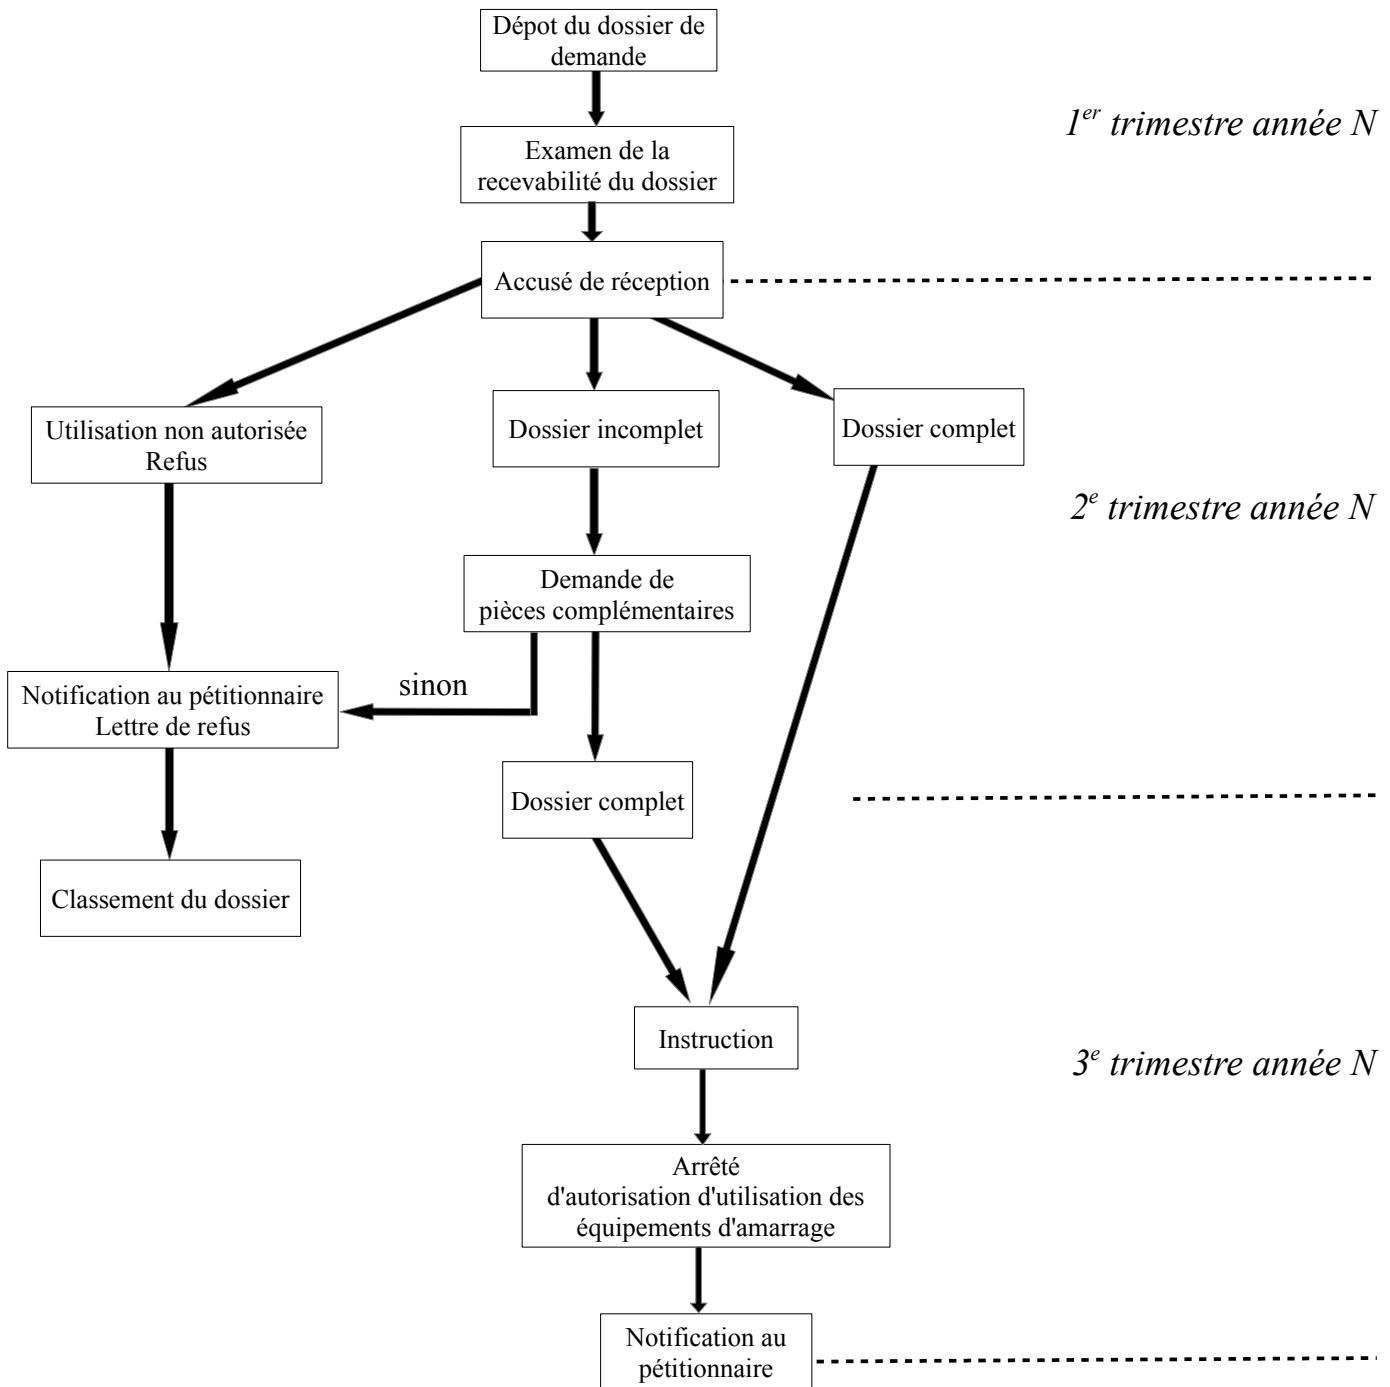 Dépot du dossier de
demande
1er trimestre année N
Examen de la
recevabilité du dossier
Accusé de réception
Utilisation non autorisée
Refus
Dossier incomplet
Dossier complet
2e trimestre année N
Demande de
pièces complémentaires
sinon
Notification au pétitionnaire
Lettre de refus
Dossier complet
Classement du dossier
Instruction
3e trimestre année N
Arrêté
d'autorisation d'utilisation des
équipements d'amarrage
Notification au
pétitionnaire